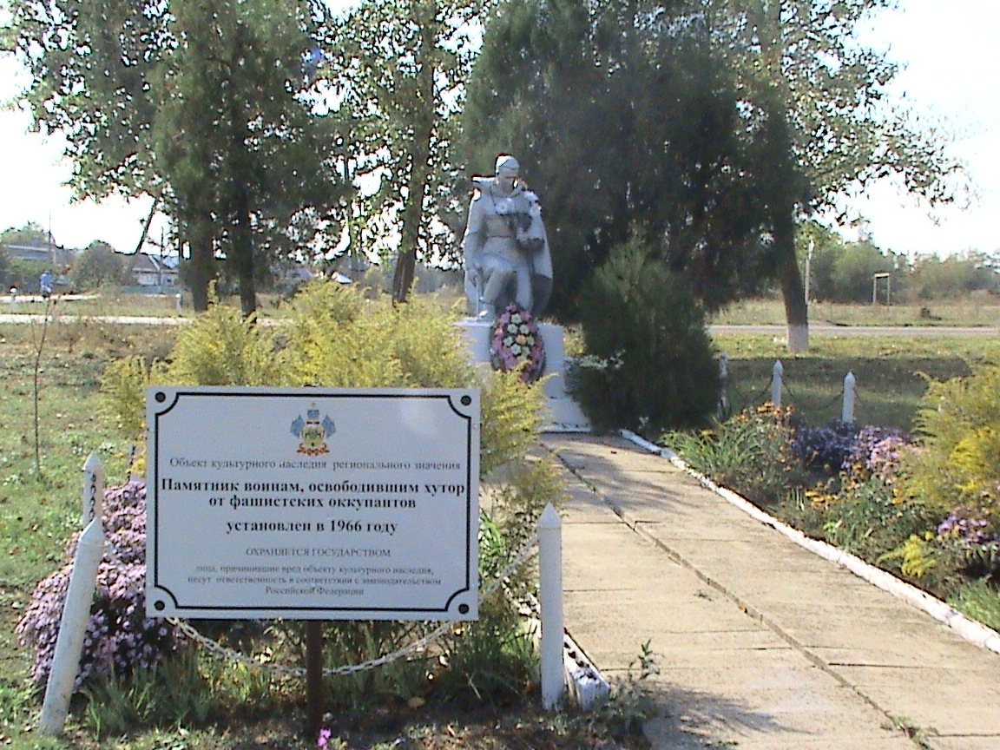 Объект культурного наследия регионального значения
Памятник воинам, освободившим хутор
от фашистских оккупантов
установлен в 1966 году
ОХРАНЯЕТСЯ ГОСУДАРСТВОМ
лица, причинившие вред объекту культурного наследия,
несут ответственность в соответствии с законодательством
Российской Федерации